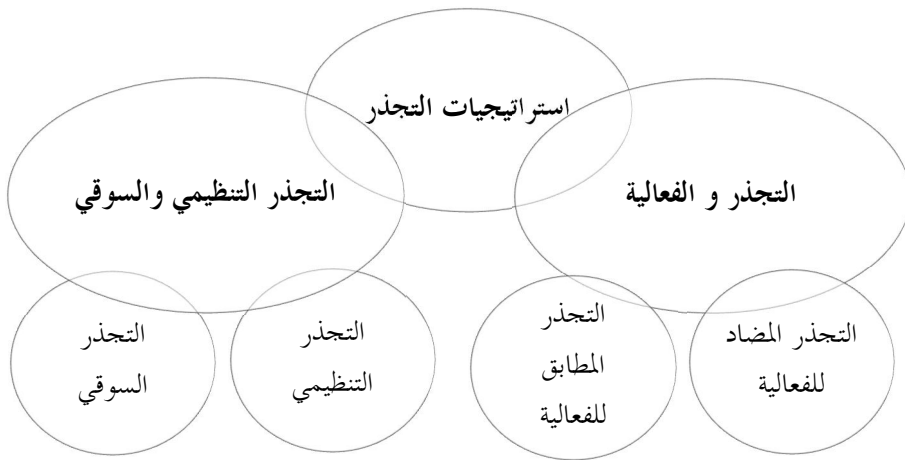 استراتيجيات التجذر
التجذر و الفعالية
التجذر التنظيمي والسوقي
التجذر المضاد
للفعالية
التجذر
المطابق
للفعالية
التجذر
التنظيمي
التجذر
السوقي